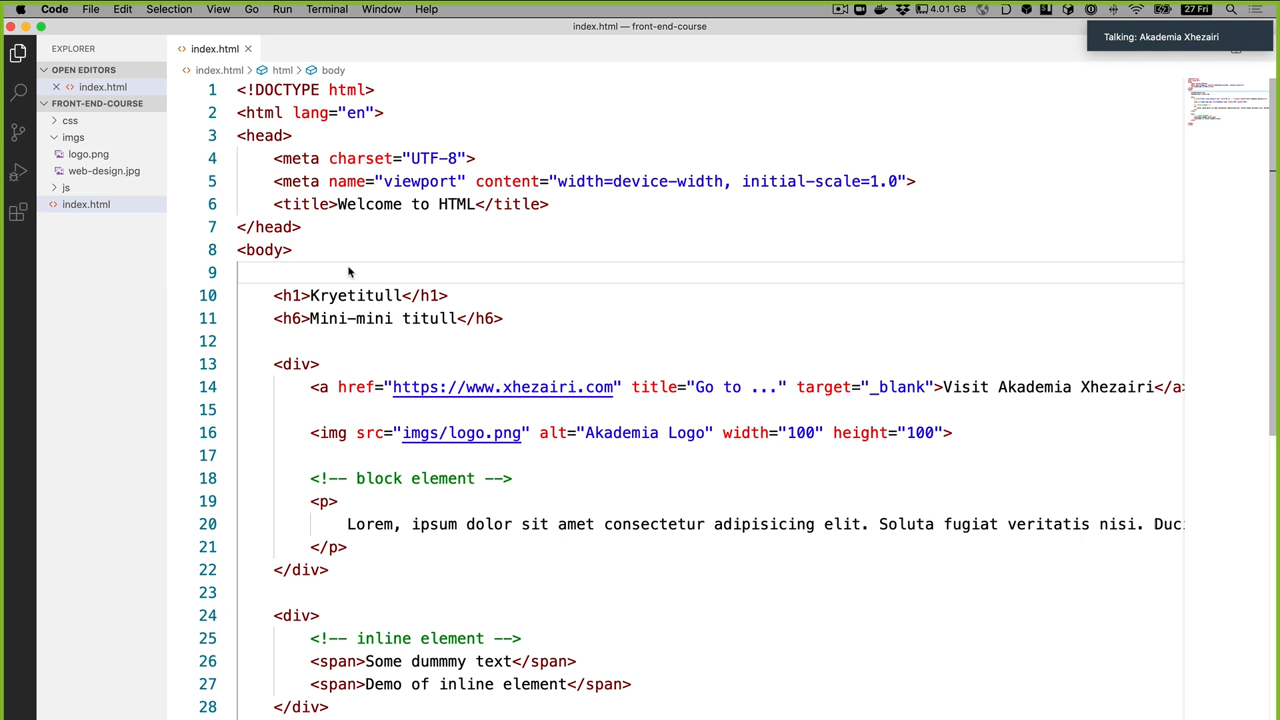 Code File Edit Selection View Go Run Terminal Window Help 4.01 GB 27 Fri
index.html — front-end-course
Talking: Akademia Xhezairi
EXPLORER
OPEN EDITORS
index.html
FRONT-END-COURSE
css
imgs
logo.png
web-design.jpg
js
index.html
index.html
index.html > html > body
1 <!DOCTYPE html>
2 <html lang="en">
3 <head>
4 <meta charset="UTF-8">
5 <meta name="viewport" content="width=device-width, initial-scale=1.0">
6 <title>Welcome to HTML</title>
7 </head>
8 <body>
9
10 <h1>Kryetitull</h1>
11 <h6>Mini-mini titull</h6>
12
13 <div>
14 <a href="https://www.xhezairi.com" title="Go to ..." target="_blank">Visit Akademia Xhezairi</a>
15
16 <img src="imgs/logo.png" alt="Akademia Logo" width="100" height="100">
17
18 <!-- block element -->
19 <p>
20 Lorem, ipsum dolor sit amet consectetur adipisicing elit. Soluta fugiat veritatis nisi. Duc
21 </p>
22 </div>
23
24 <div>
25 <!-- inline element -->
26 <span>Some dummmy text</span>
27 <span>Demo of inline element</span>
28 </div>